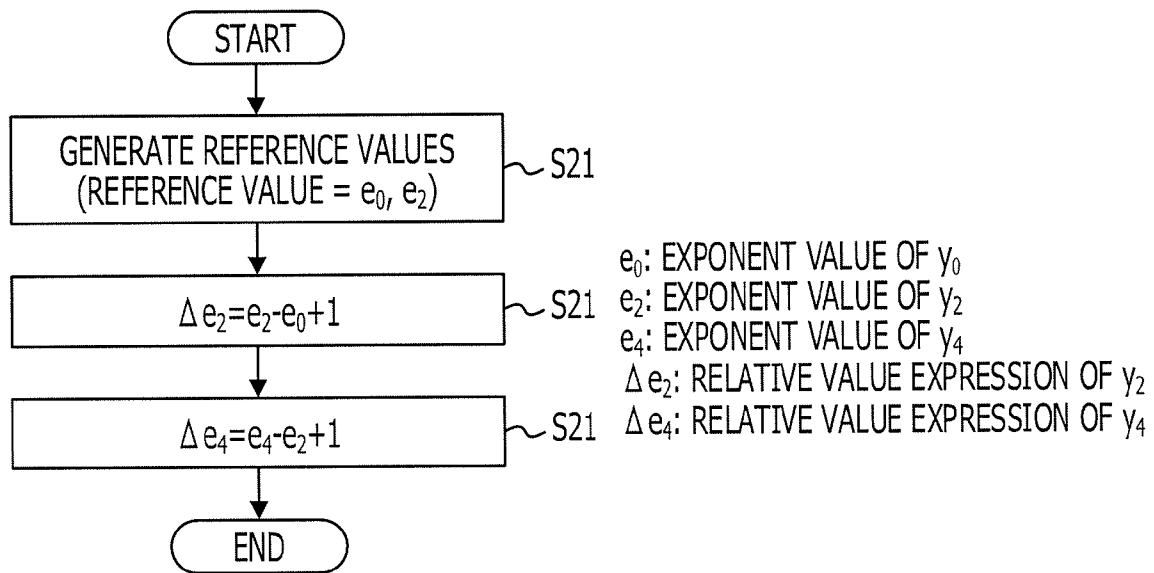 START
GENERATE REFERENCE VALUES
(REFERENCE VALUE = e₀, e₂)
S21
Δe₂=e₂-e₀+1
S21
Δe₄=e₄-e₂+1
S21
END
e₀: EXPONENT VALUE OF y₀
e₂: EXPONENT VALUE OF y₂
e₄: EXPONENT VALUE OF y₄
Δe₂: RELATIVE VALUE EXPRESSION OF y₂
Δe₄: RELATIVE VALUE EXPRESSION OF y₄